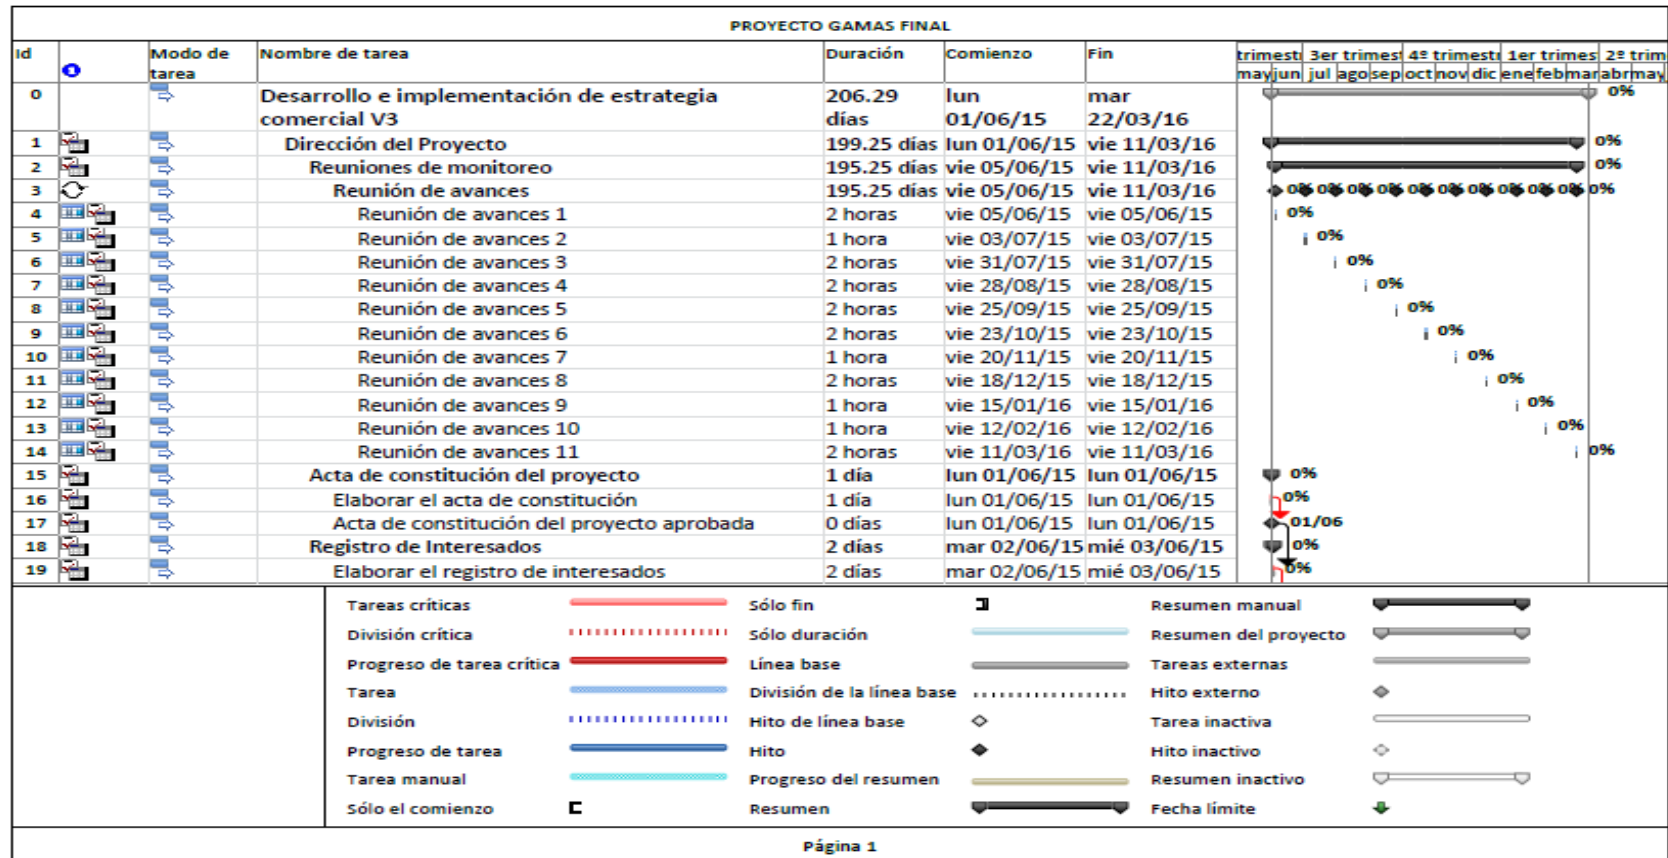 PROYECTO GAMAS FINAL
Id Modo de tarea Nombre de tarea Duración Comienzo Fin trimestr 3er trimest 4º trimestr 1er trimes 2º trim
may jun jul ago sep oct nov dic ene feb mar abr may
0 Desarrollo e implementación de estrategia comercial V3 206.29 días lun 01/06/15 mar 22/03/16 0%
1 Dirección del Proyecto 199.25 días lun 01/06/15 vie 11/03/16 0%
2 Reuniones de monitoreo 195.25 días vie 05/06/15 vie 11/03/16 0%
3 Reunión de avances 195.25 días vie 05/06/15 vie 11/03/16 0% 0% 0% 0% 0% 0% 0% 0% 0% 0% 0%
4 Reunión de avances 1 2 horas vie 05/06/15 vie 05/06/15 0%
5 Reunión de avances 2 1 hora vie 03/07/15 vie 03/07/15 0%
6 Reunión de avances 3 2 horas vie 31/07/15 vie 31/07/15 0%
7 Reunión de avances 4 2 horas vie 28/08/15 vie 28/08/15 0%
8 Reunión de avances 5 2 horas vie 25/09/15 vie 25/09/15 0%
9 Reunión de avances 6 2 horas vie 23/10/15 vie 23/10/15 0%
10 Reunión de avances 7 1 hora vie 20/11/15 vie 20/11/15 0%
11 Reunión de avances 8 2 horas vie 18/12/15 vie 18/12/15 0%
12 Reunión de avances 9 1 hora vie 15/01/16 vie 15/01/16 0%
13 Reunión de avances 10 1 hora vie 12/02/16 vie 12/02/16 0%
14 Reunión de avances 11 2 horas vie 11/03/16 vie 11/03/16 0%
15 Acta de constitución del proyecto 1 día lun 01/06/15 lun 01/06/15 0%
16 Elaborar el acta de constitución 1 día lun 01/06/15 lun 01/06/15 0%
17 Acta de constitución del proyecto aprobada 0 días lun 01/06/15 lun 01/06/15 01/06
18 Registro de Interesados 2 días mar 02/06/15 mié 03/06/15 0%
19 Elaborar el registro de interesados 2 días mar 02/06/15 mié 03/06/15 0%
Tareas críticas Sólo fin Resumen manual
División crítica Sólo duración Resumen del proyecto
Progreso de tarea crítica Línea base Tareas externas
Tarea División de la línea base Hito externo
División Hito de línea base Tarea inactiva
Progreso de tarea Hito Hito inactivo
Tarea manual Progreso del resumen Resumen inactivo
Sólo el comienzo Resumen Fecha límite
Página 1